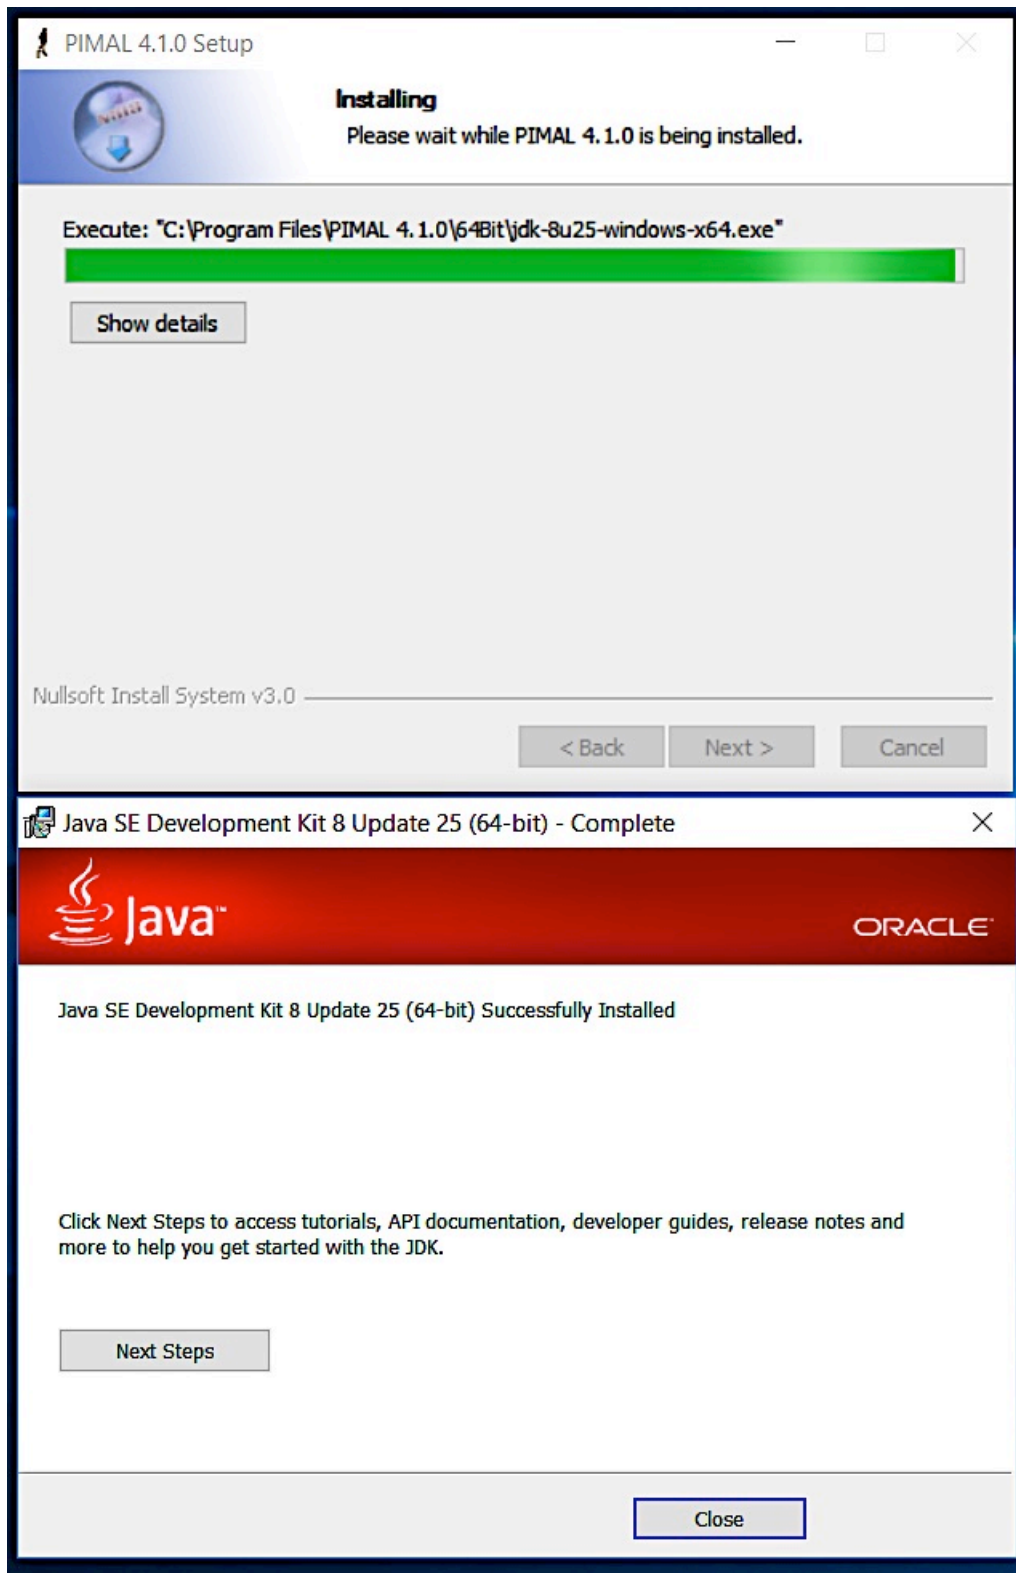 PIMAL 4.1.0 Setup
Installing
Please wait while PIMAL 4.1.0 is being installed.
Execute: "C:\Program Files\PIMAL 4.1.0\64Bit\jdk-8u25-windows-x64.exe"
Show details
Nullsoft Install System v3.0
< Back Next > Cancel
Java SE Development Kit 8 Update 25 (64-bit) - Complete
Java™
ORACLE
Java SE Development Kit 8 Update 25 (64-bit) Successfully Installed
Click Next Steps to access tutorials, API documentation, developer guides, release notes and
more to help you get started with the JDK.
Next Steps
Close